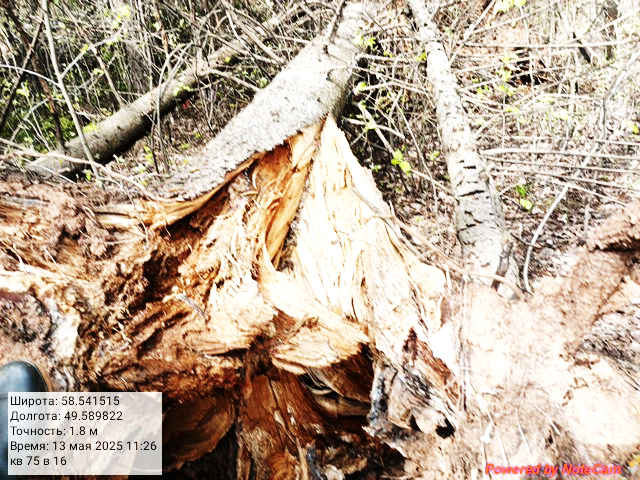 Широта: 58.541515
Долгота: 49.589822
Точность: 1.8 м
Время: 13 мая 2025 11:26
кв 75 в 16
Powered by NoteCam